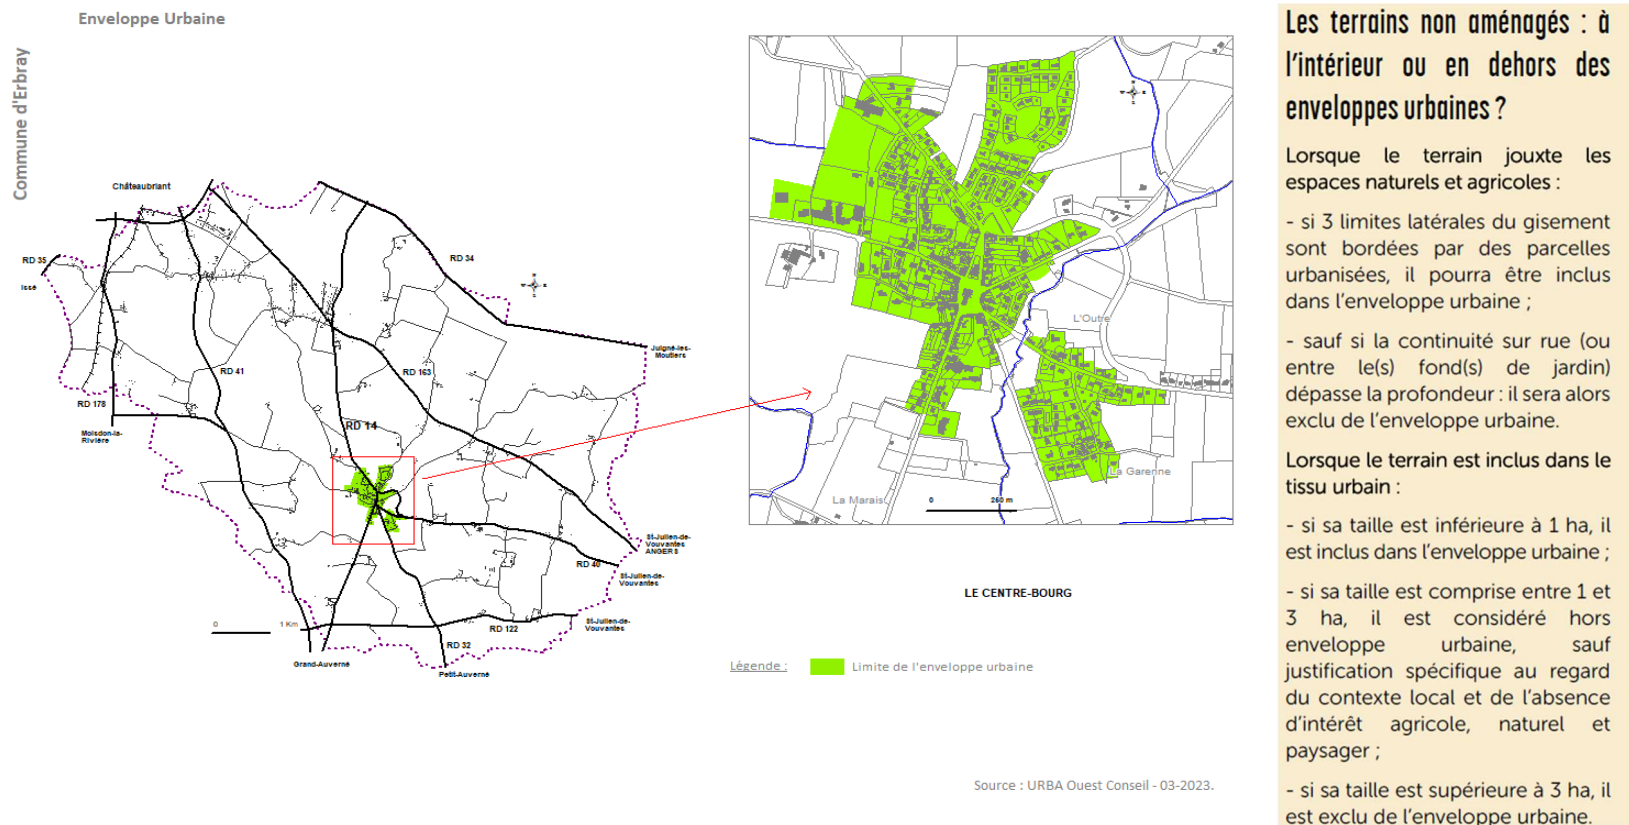 Enveloppe Urbaine
Commune d'Erbray
Châteaubriant
RD 35
Issé
RD 34
RD 41
RD 163
Juigné-les-
Moutiers
RD 178
Moisdon-la-
Rivière
RD 14
St-Julien-de-
Vouvantes
ANGERS
RD 40
St-Julien-de-
Vouvantes
St-Julien-de-
Vouvantes
RD 122
RD 32
0 1 Km
Grand-Auverné
Petit-Auverné
L'Outre
La Garenne
La Marais
0 250 m
LE CENTRE-BOURG
Légende :
Limite de l'enveloppe urbaine
Source : URBA Ouest Conseil - 03-2023.
Les terrains non aménagés : à
l'intérieur ou en dehors des
enveloppes urbaines ?
Lorsque le terrain jouxte les
espaces naturels et agricoles :
- si 3 limites latérales du gisement
sont bordées par des parcelles
urbanisées, il pourra être inclus
dans l'enveloppe urbaine ;
- sauf si la continuité sur rue (ou
entre le(s) fond(s) de jardin)
dépasse la profondeur : il sera alors
exclu de l'enveloppe urbaine.
Lorsque le terrain est inclus dans le
tissu urbain :
- si sa taille est inférieure à 1 ha, il
est inclus dans l'enveloppe urbaine ;
- si sa taille est comprise entre 1 et
3 ha, il est considéré hors
enveloppe urbaine, sauf
justification spécifique au regard
du contexte local et de l'absence
d'intérêt agricole, naturel et
paysager ;
- si sa taille est supérieure à 3 ha, il
est exclu de l'enveloppe urbaine.